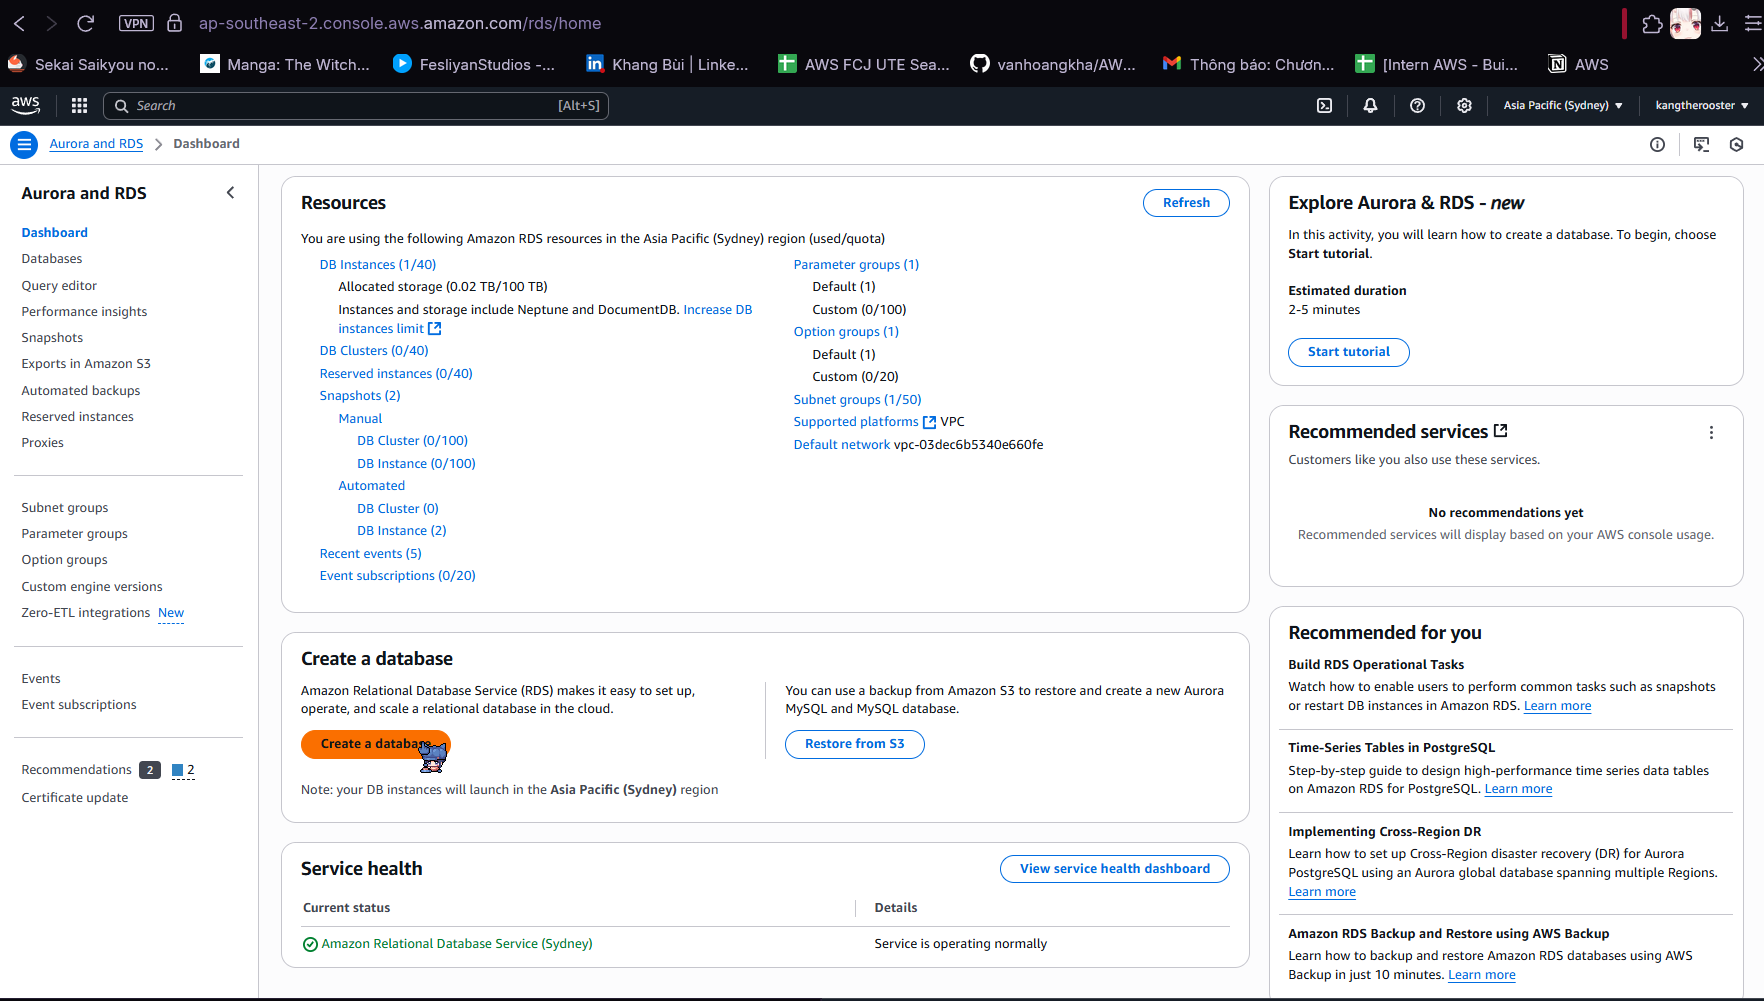 VPN
ap-southeast-2.console.aws.amazon.com/rds/home
Sekai Saikyou no...
Manga: The Witch...
FesliyanStudios -...
Khang Bùi | Linke...
AWS FCJ UTE Sea...
vanhoangkha/AW...
Thông báo: Chươn...
[Intern AWS - Bui...
AWS
aws
Search
[Alt+S]
Asia Pacific (Sydney)
kangtherooster
Aurora and RDS
Dashboard
Aurora and RDS
Dashboard
Databases
Query editor
Performance insights
Snapshots
Exports in Amazon S3
Automated backups
Reserved instances
Proxies
Subnet groups
Parameter groups
Option groups
Custom engine versions
Zero-ETL integrations New
Events
Event subscriptions
Recommendations 2 2
Certificate update
Resources
Refresh
You are using the following Amazon RDS resources in the Asia Pacific (Sydney) region (used/quota)
DB Instances (1/40)
Allocated storage (0.02 TB/100 TB)
Instances and storage include Neptune and DocumentDB. Increase DB
instances limit
DB Clusters (0/40)
Reserved instances (0/40)
Snapshots (2)
Manual
DB Cluster (0/100)
DB Instance (0/100)
Automated
DB Cluster (0)
DB Instance (2)
Recent events (5)
Event subscriptions (0/20)
Parameter groups (1)
Default (1)
Custom (0/100)
Option groups (1)
Default (1)
Custom (0/20)
Subnet groups (1/50)
Supported platforms VPC
Default network vpc-03dec6b5340e660fe
Create a database
Amazon Relational Database Service (RDS) makes it easy to set up,
operate, and scale a relational database in the cloud.
Create a database
You can use a backup from Amazon S3 to restore and create a new Aurora
MySQL and MySQL database.
Restore from S3
Note: your DB instances will launch in the Asia Pacific (Sydney) region
Service health
View service health dashboard
Current status
Details
Amazon Relational Database Service (Sydney)
Service is operating normally
Explore Aurora & RDS - new
In this activity, you will learn how to create a database. To begin, choose
Start tutorial.
Estimated duration
2-5 minutes
Start tutorial
Recommended services
Customers like you also use these services.
No recommendations yet
Recommended services will display based on your AWS console usage.
Recommended for you
Build RDS Operational Tasks
Watch how to enable users to perform common tasks such as snapshots
or restart DB instances in Amazon RDS. Learn more
Time-Series Tables in PostgreSQL
Step-by-step guide to design high-performance time series data tables
on Amazon RDS for PostgreSQL. Learn more
Implementing Cross-Region DR
Learn how to set up Cross-Region disaster recovery (DR) for Aurora
PostgreSQL using an Aurora global database spanning multiple Regions.
Learn more
Amazon RDS Backup and Restore using AWS Backup
Learn how to backup and restore Amazon RDS databases using AWS
Backup in just 10 minutes. Learn more